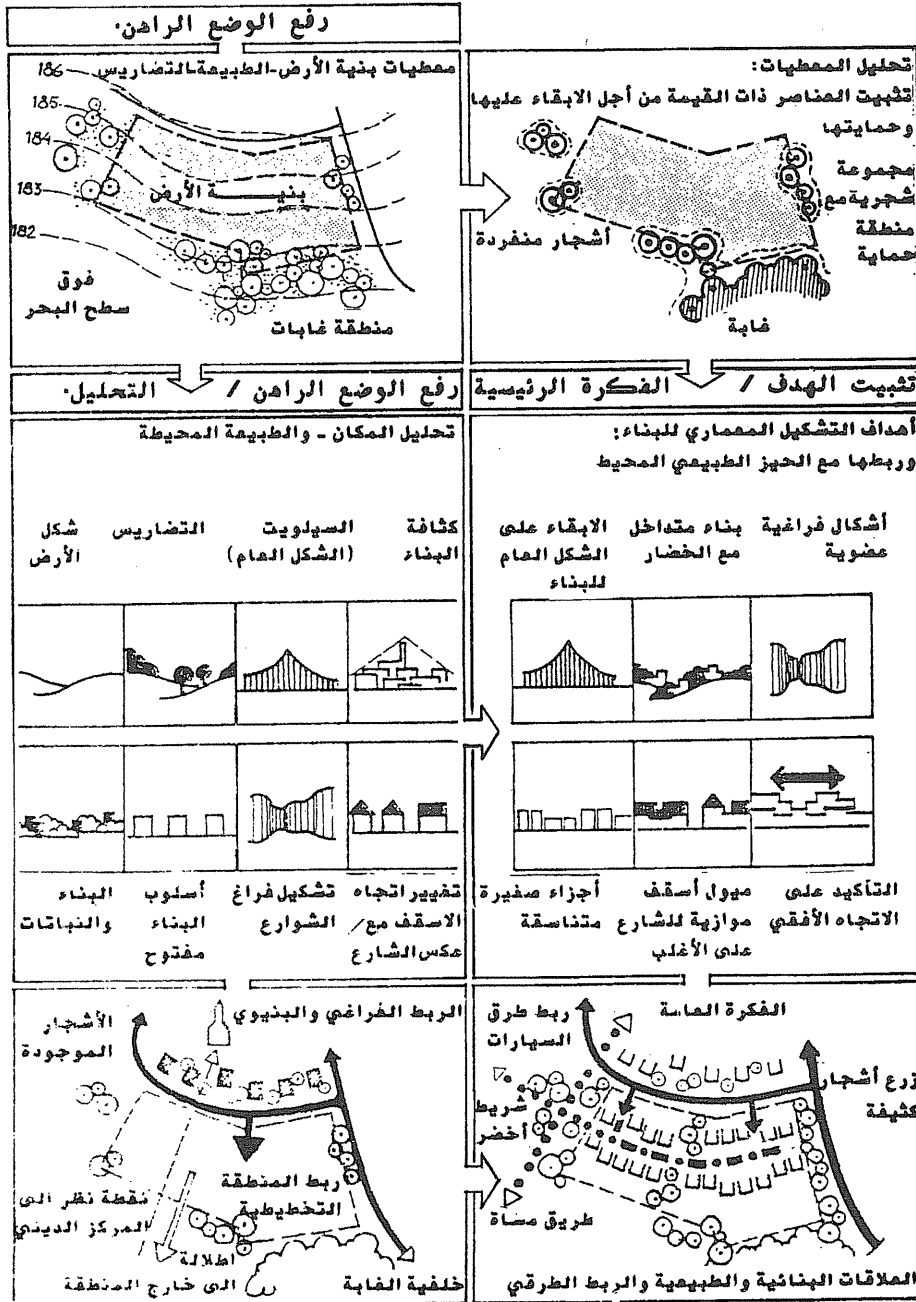 رفع الوضع الراهن.
معطيات بنية الأرض-الطبيعة-التضاريس
186
185
184
183
182
بنيــــــة الأرض
فوق
سطح البحر
منطقة غابات
تحليل المعطيات:
تثبيت العناصر ذات القيمة من أجل الابقاء عليها
وحمايتها
مجموعة
شجرية مع
منطقة
حماية
أشجار منفردة
غابة
رفع الوضع الراهن / التحليل.
تثبيت الهدف / الفكرة الرئيسية
تحليل المكان - والطبيعة المحيطة
شكل
الأرض
التضاريس
السيلويت
(الشكل العام)
كثافة
البناء
البناء
والنباتات
أسلوب
البناء
مفتوح
تشكيل فراغ
الشوارع
تغيير اتجاه
الاسقف مع/
عكس الشارع
أهداف التشكيل المعماري للبناء:
وربطها مع الحيز الطبيعي المحيط
الابقاء على
الشكل العام
للبناء
بناء متداخل
مع الخضار
أشكال فراغية
عضوية
أجزاء صغيرة
متناسقة
ميول أسقف
موازية للشارع
على الأغلب
التأكيد على
الاتجاه الأفقي
الربط الفراغي والبنيوي
الأشجار
الموجودة
ربط المنطقة
التخطيطية
نقطة نظر الى
المركز الديني
اطلالة
الى خارج المنطقة
خلفية الغابة
الفكرة العامة
ربط طرق
السيارات
زرع أشجار
كثيفة
شريط
أخضر
طريق مشاة
العلاقات البنائية والطبيعية والربط الطرقي